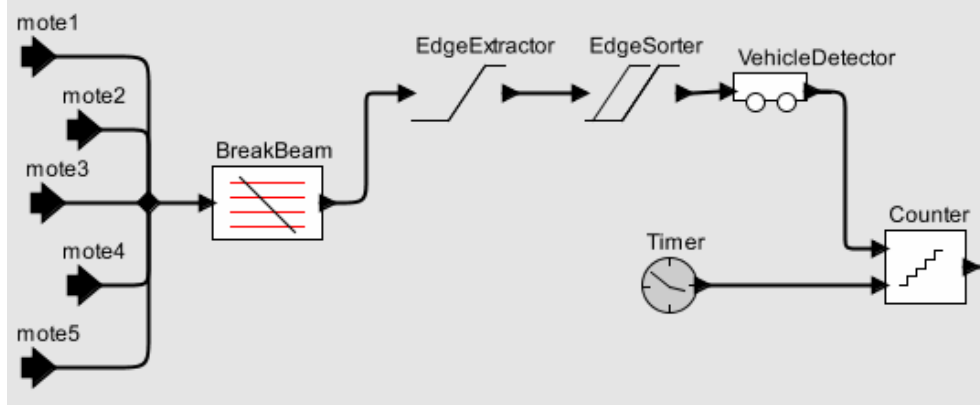 mote1
mote2
mote3
mote4
mote5
BreakBeam
EdgeExtractor
EdgeSorter
VehicleDetector
Timer
Counter